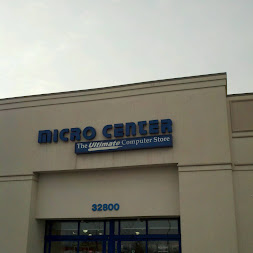 MICRO CENTER
The Ultimate Computer Store
32800